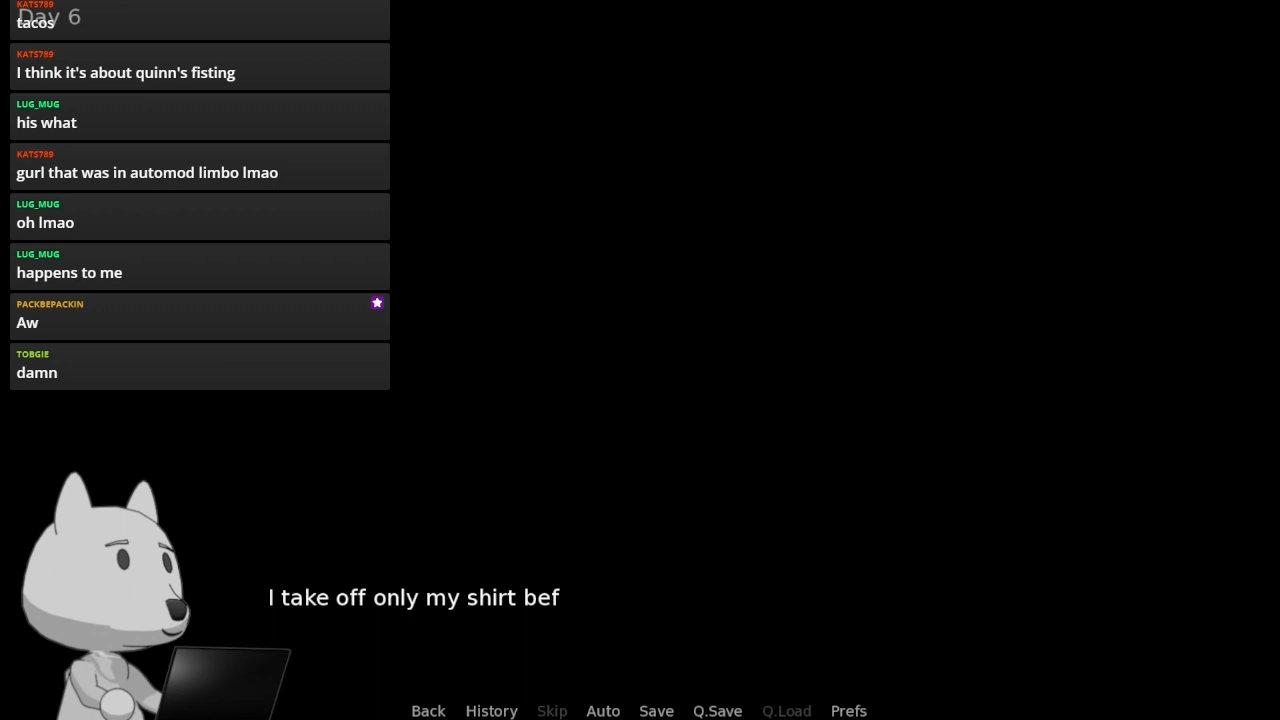 KATS789
Day 6
tacos
KATS789
I think it's about quinn's fisting
LUG_MUG
his what
KATS789
gurl that was in automod limbo lmao
LUG_MUG
oh lmao
LUG_MUG
happens to me
PACKBEPACKIN
Aw
TOBGIE
damn
I take off only my shirt bef
Back History Skip Auto Save Q.Save Q.Load Prefs